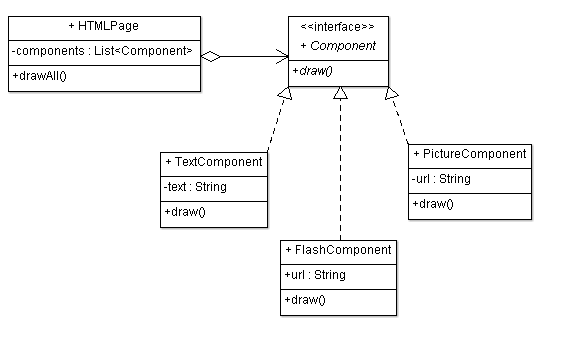 + HTMLPage
-components : List<Component>
+drawAll()
<<interface>>
+ Component
+draw()
+ TextComponent
-text : String
+draw()
+ PictureComponent
-url : String
+draw()
+ FlashComponent
+url : String
+draw()